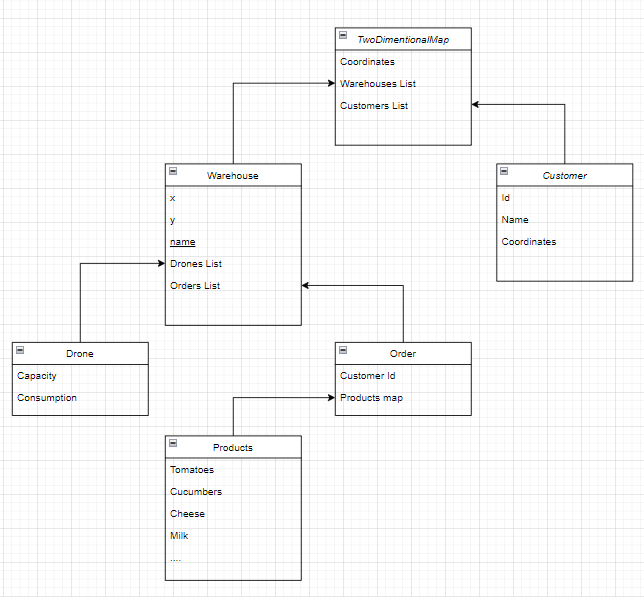 TwoDimentionalMap
Coordinates
Warehouses List
Customers List
Warehouse
x
y
name
Drones List
Orders List
Customer
Id
Name
Coordinates
Drone
Capacity
Consumption
Order
Customer Id
Products map
Products
Tomatoes
Cucumbers
Cheese
Milk
....